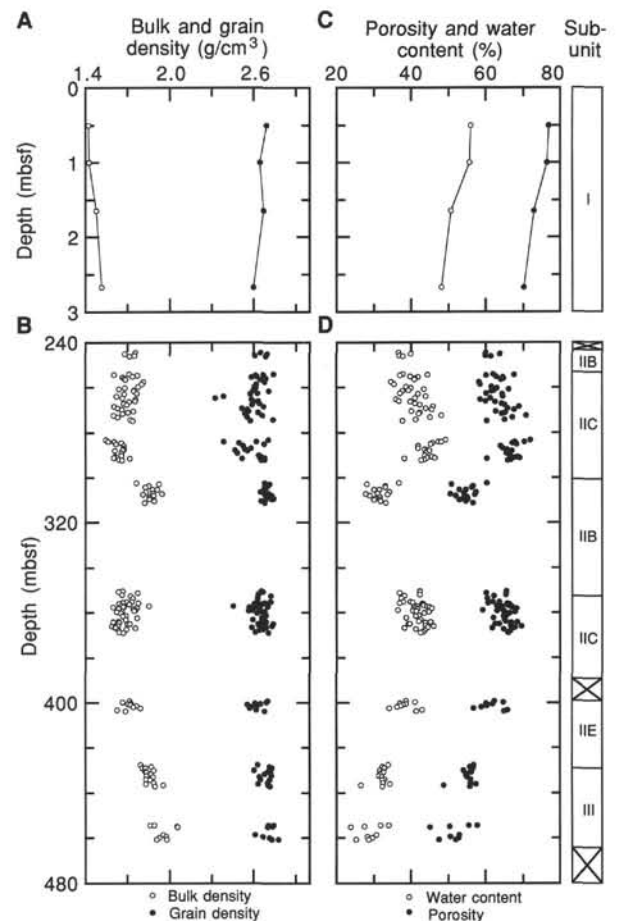 A
Bulk and grain
density (g/cm³)
C
Porosity and water
content (%)
Sub-
unit
1.4 2.0 2.6
20 40 60 80
0
1
2
3
Depth (mbsf)
I
B
D
240
320
400
480
Depth (mbsf)
IIB
IIC
IIB
IIC
IIE
III
○ Bulk density
● Grain density
○ Water content
● Porosity